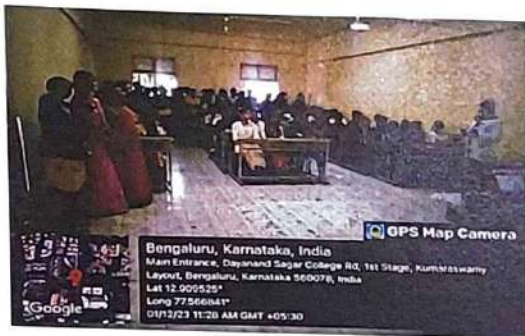 GPS Map Camera
Bengaluru, Karnataka, India
Main Entrance, Dayanand Sagar College Rd, 1st Stage, Kumaraswamy
Layout, Bengaluru, Karnataka 560078, India
Lat 12.909525°
Long 77.566841°
01/12/23 11:28 AM GMT +05:30
Google